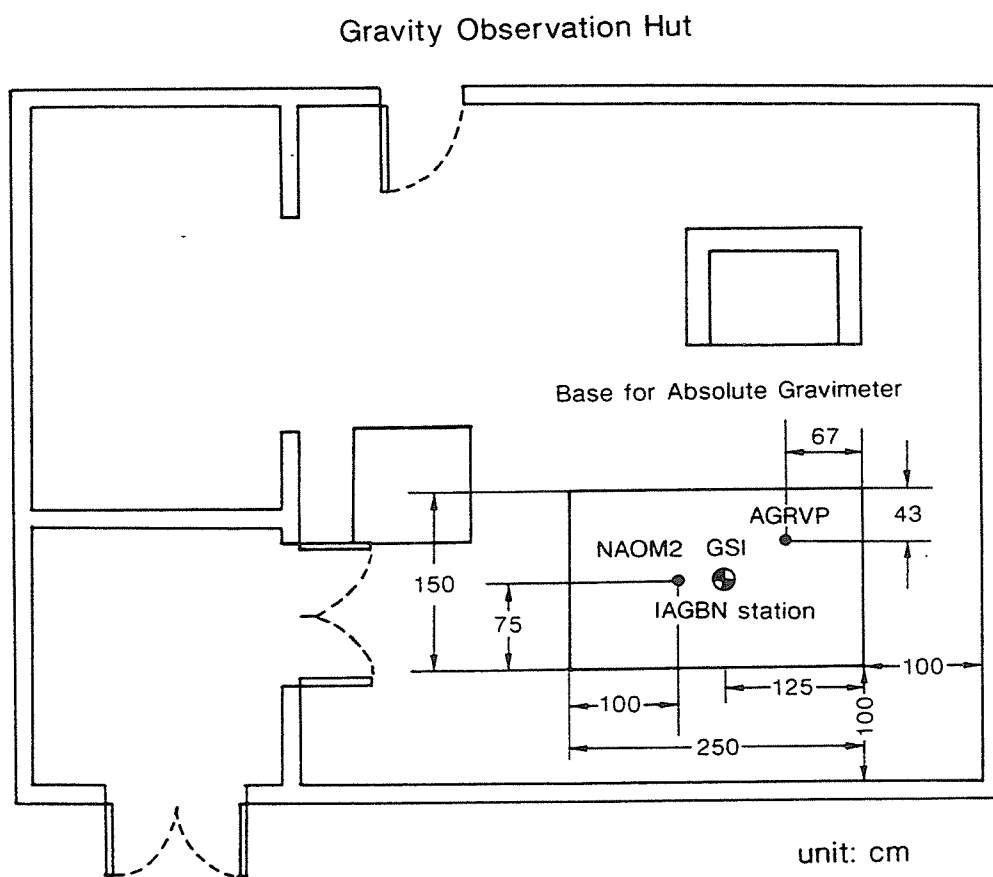 Gravity Observation Hut
Base for Absolute Gravimeter
67
AGRVP
43
NAOM2 GSI
150
IAGBN station
75
100
125
100
100
250
unit: cm